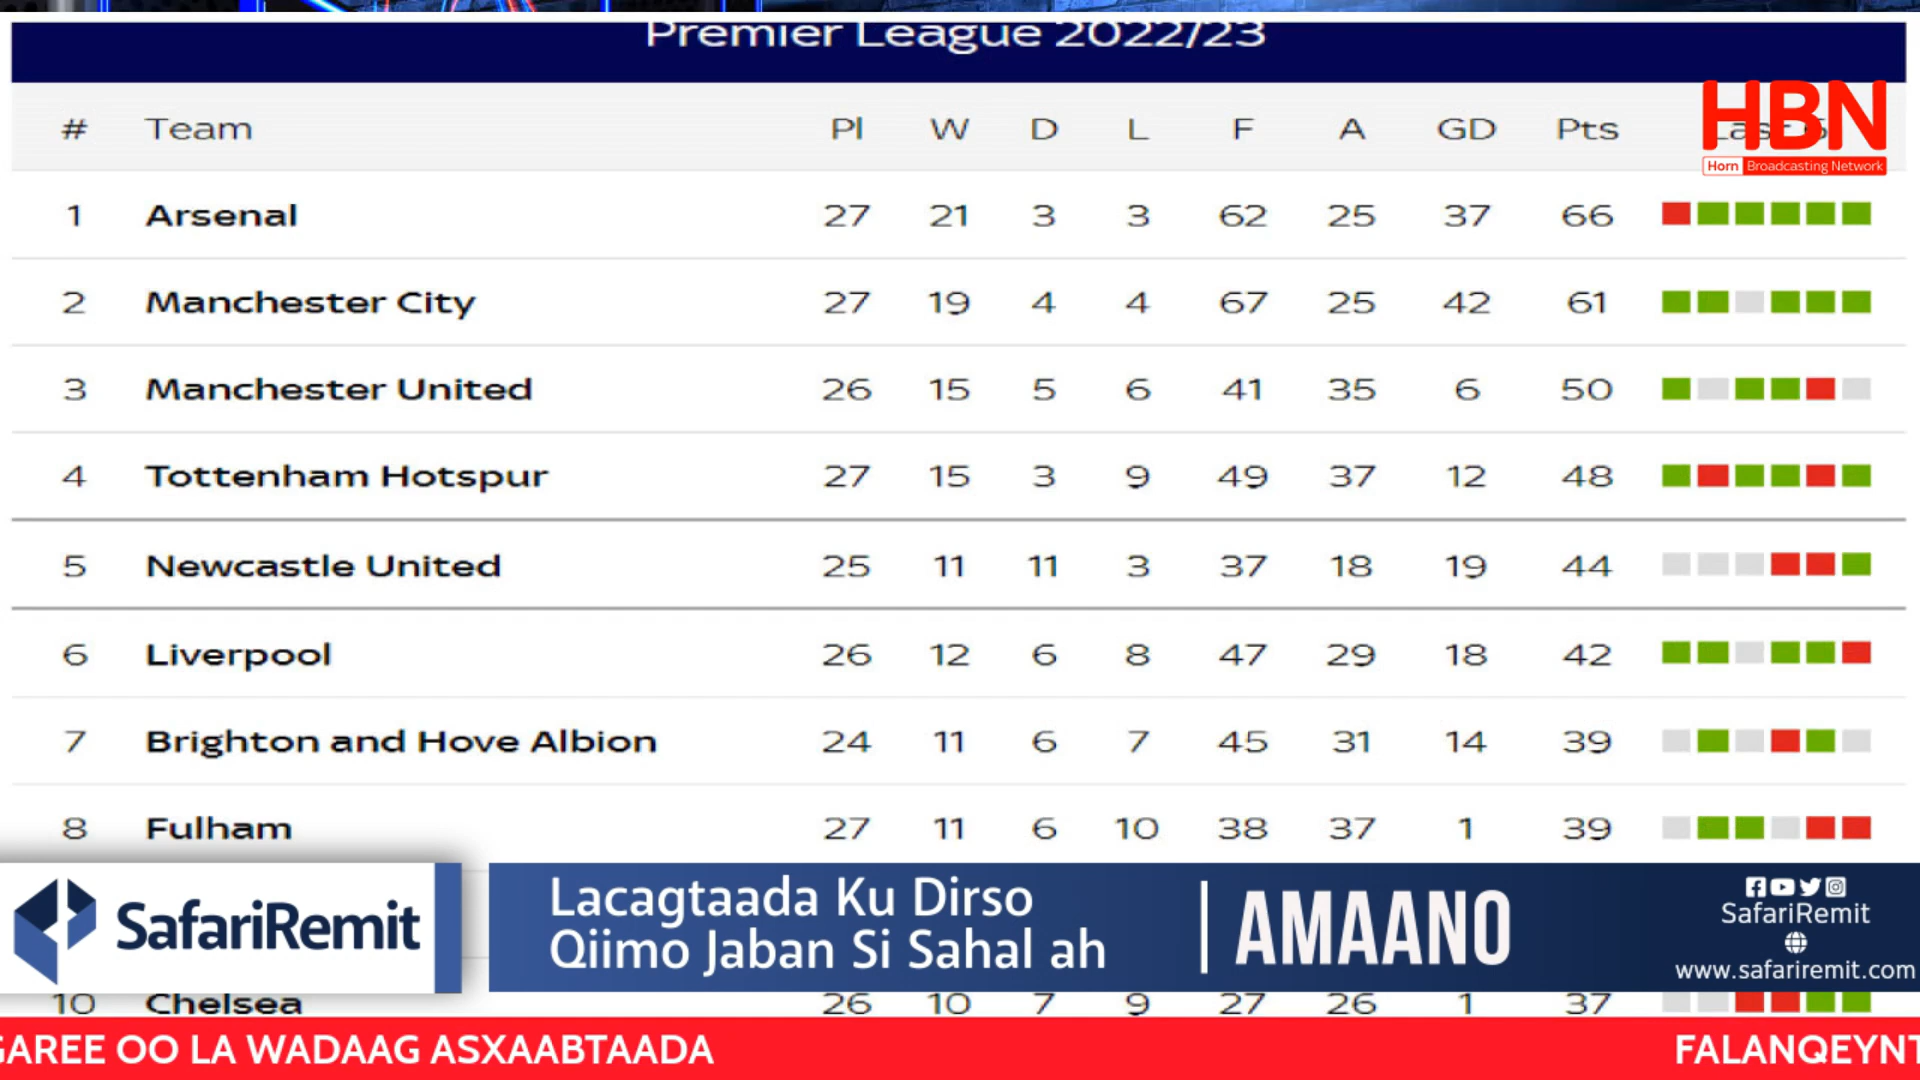 Premier League 2022/23
# Team Pl W D L F A GD Pts
HBN
Horn Broadcasting Network
1 Arsenal 27 21 3 3 62 25 37 66
2 Manchester City 27 19 4 4 67 25 42 61
3 Manchester United 26 15 5 6 41 35 6 50
4 Tottenham Hotspur 27 15 3 9 49 37 12 48
5 Newcastle United 25 11 11 3 37 18 19 44
6 Liverpool 26 12 6 8 47 29 18 42
7 Brighton and Hove Albion 24 11 6 7 45 31 14 39
8 Fulham 27 11 6 10 38 37 1 39
SafariRemit
Lacagtaada Ku Dirso
Qiimo Jaban Si Sahal ah
AMAANO
SafariRemit
www.safariremit.com
10 Chelsea 26 10 7 9 27 26 1 37
GAREE OO LA WADAAG ASXAABTAADA
FALANQEYNT